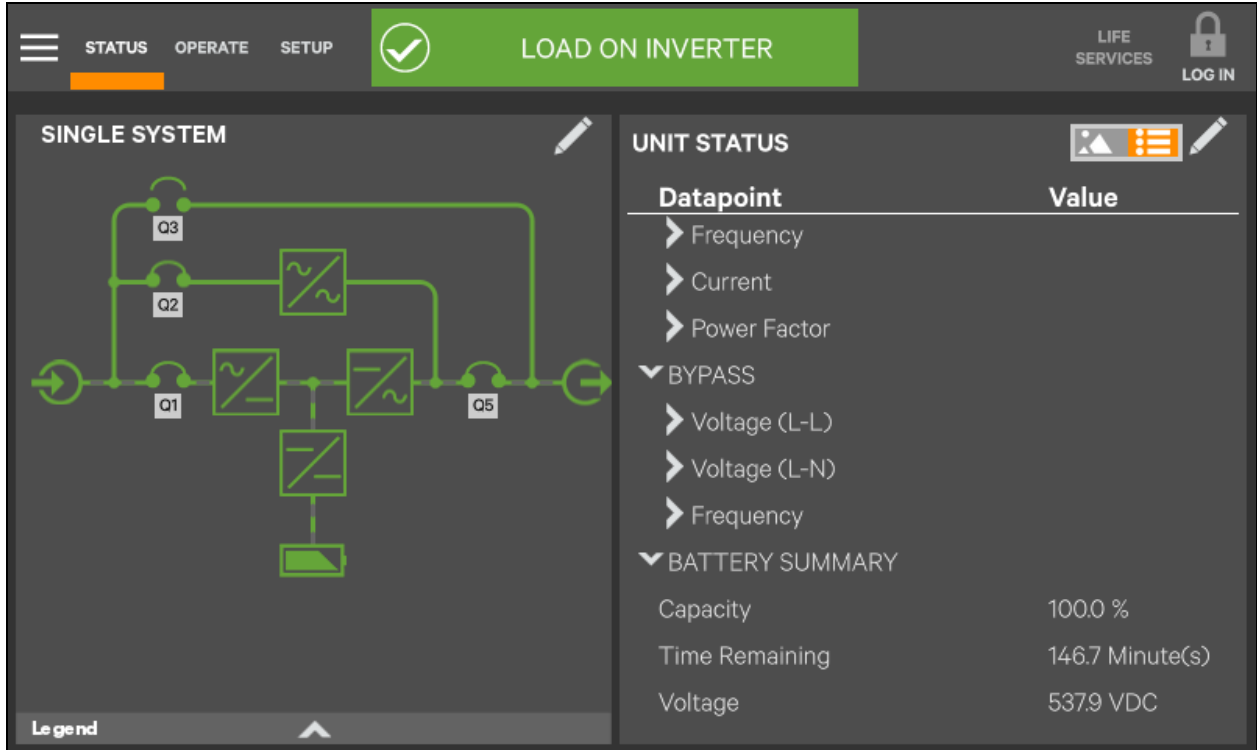 STATUS OPERATE SETUP LOAD ON INVERTER LIFE SERVICES LOG IN
SINGLE SYSTEM
Q3
Q2
Q1 Q5
Legend
UNIT STATUS
Datapoint Value
Frequency
Current
Power Factor
BYPASS
Voltage (L-L)
Voltage (L-N)
Frequency
BATTERY SUMMARY
Capacity 100.0 %
Time Remaining 146.7 Minute(s)
Voltage 537.9 VDC